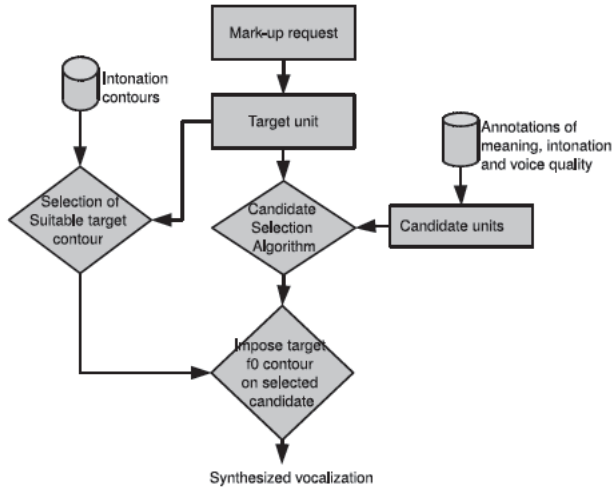 Mark-up request
Intonation
contours
Target unit
Annotations of
meaning, intonation
and voice quality
Selection of
Suitable target
contour
Candidate
Selection
Algorithm
Candidate units
Impose target
f0 contour
on selected
candidate
Synthesized vocalization